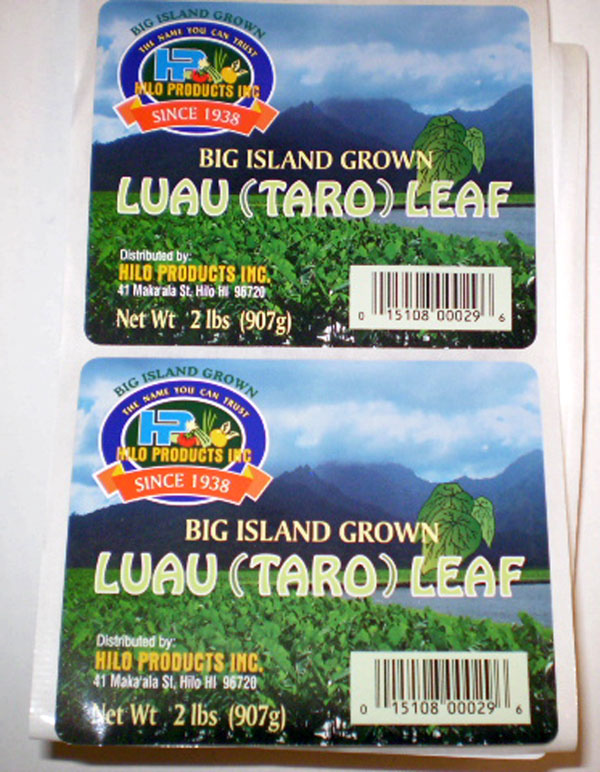 BIG ISLAND GROWN
THE NAME YOU CAN TRUST
HP
HILO PRODUCTS INC
SINCE 1938
BIG ISLAND GROWN
LUAU (TARO) LEAF
Distributed by:
HILO PRODUCTS INC.
41 Maka'ala St, Hilo HI 96720
Net Wt 2 lbs (907g)
0 15108 00029 6
BIG ISLAND GROWN
THE NAME YOU CAN TRUST
HP
HILO PRODUCTS INC
SINCE 1938
BIG ISLAND GROWN
LUAU (TARO) LEAF
Distributed by:
HILO PRODUCTS INC.
41 Maka'ala St, Hilo HI 96720
Net Wt 2 lbs (907g)
0 15108 00029 6